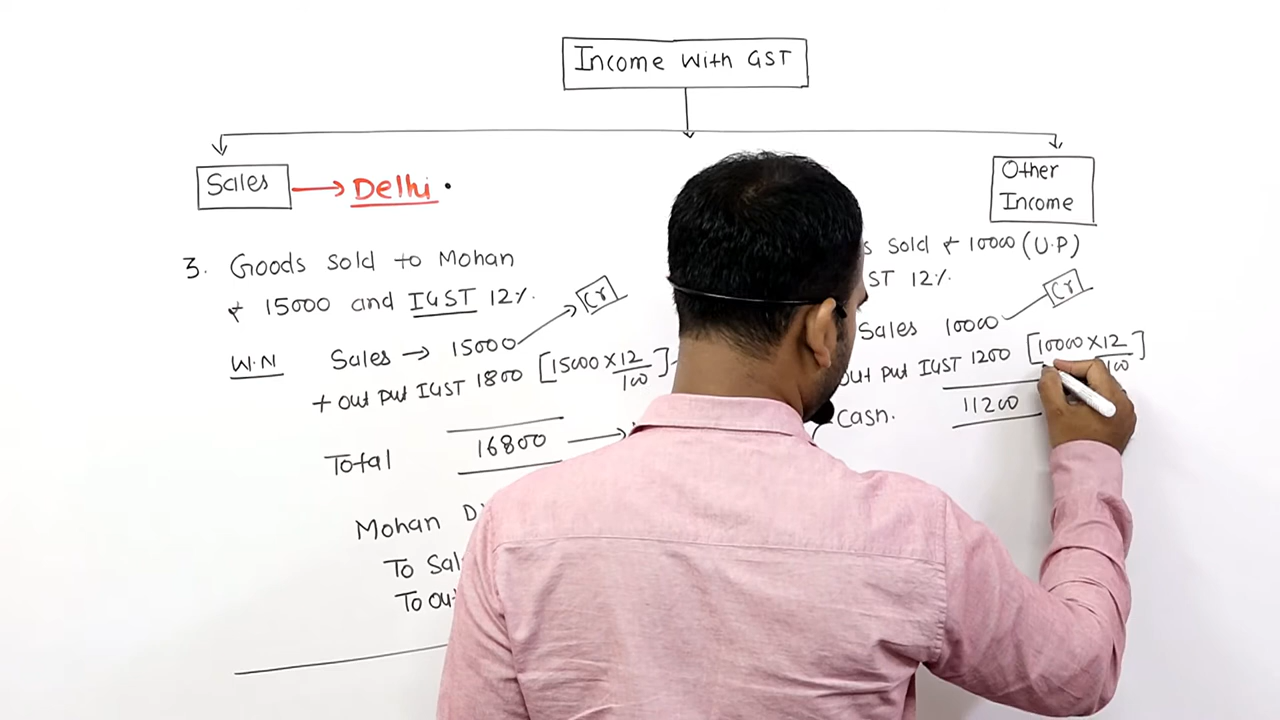 Income With GST
Sales → Delhi
Other
Income
3. Goods sold to Mohan
₹ 15000 and IGST 12%.
W.N Sales → 15000 Cr
+ out put IGST 1800 [15000 × 12/100]
Total 16800 →
Mohan D
To Sal
To Out
s sold ₹ 10000 (U.P)
ST 12%.
Sales 10000 Cr
out put IGST 1200 [10000 × 12/100]
Cash. 11200